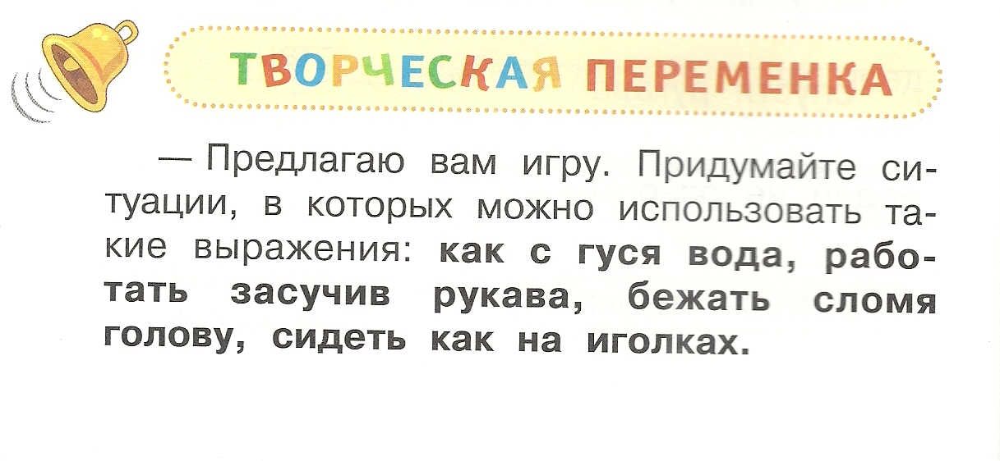 ТВОРЧЕСКАЯ ПЕРЕМЕНКА
— Предлагаю вам игру. Придумайте си-
туации, в которых можно использовать та-
кие выражения: как с гуся вода, рабо-
тать засучив рукава, бежать сломя
голову, сидеть как на иголках.